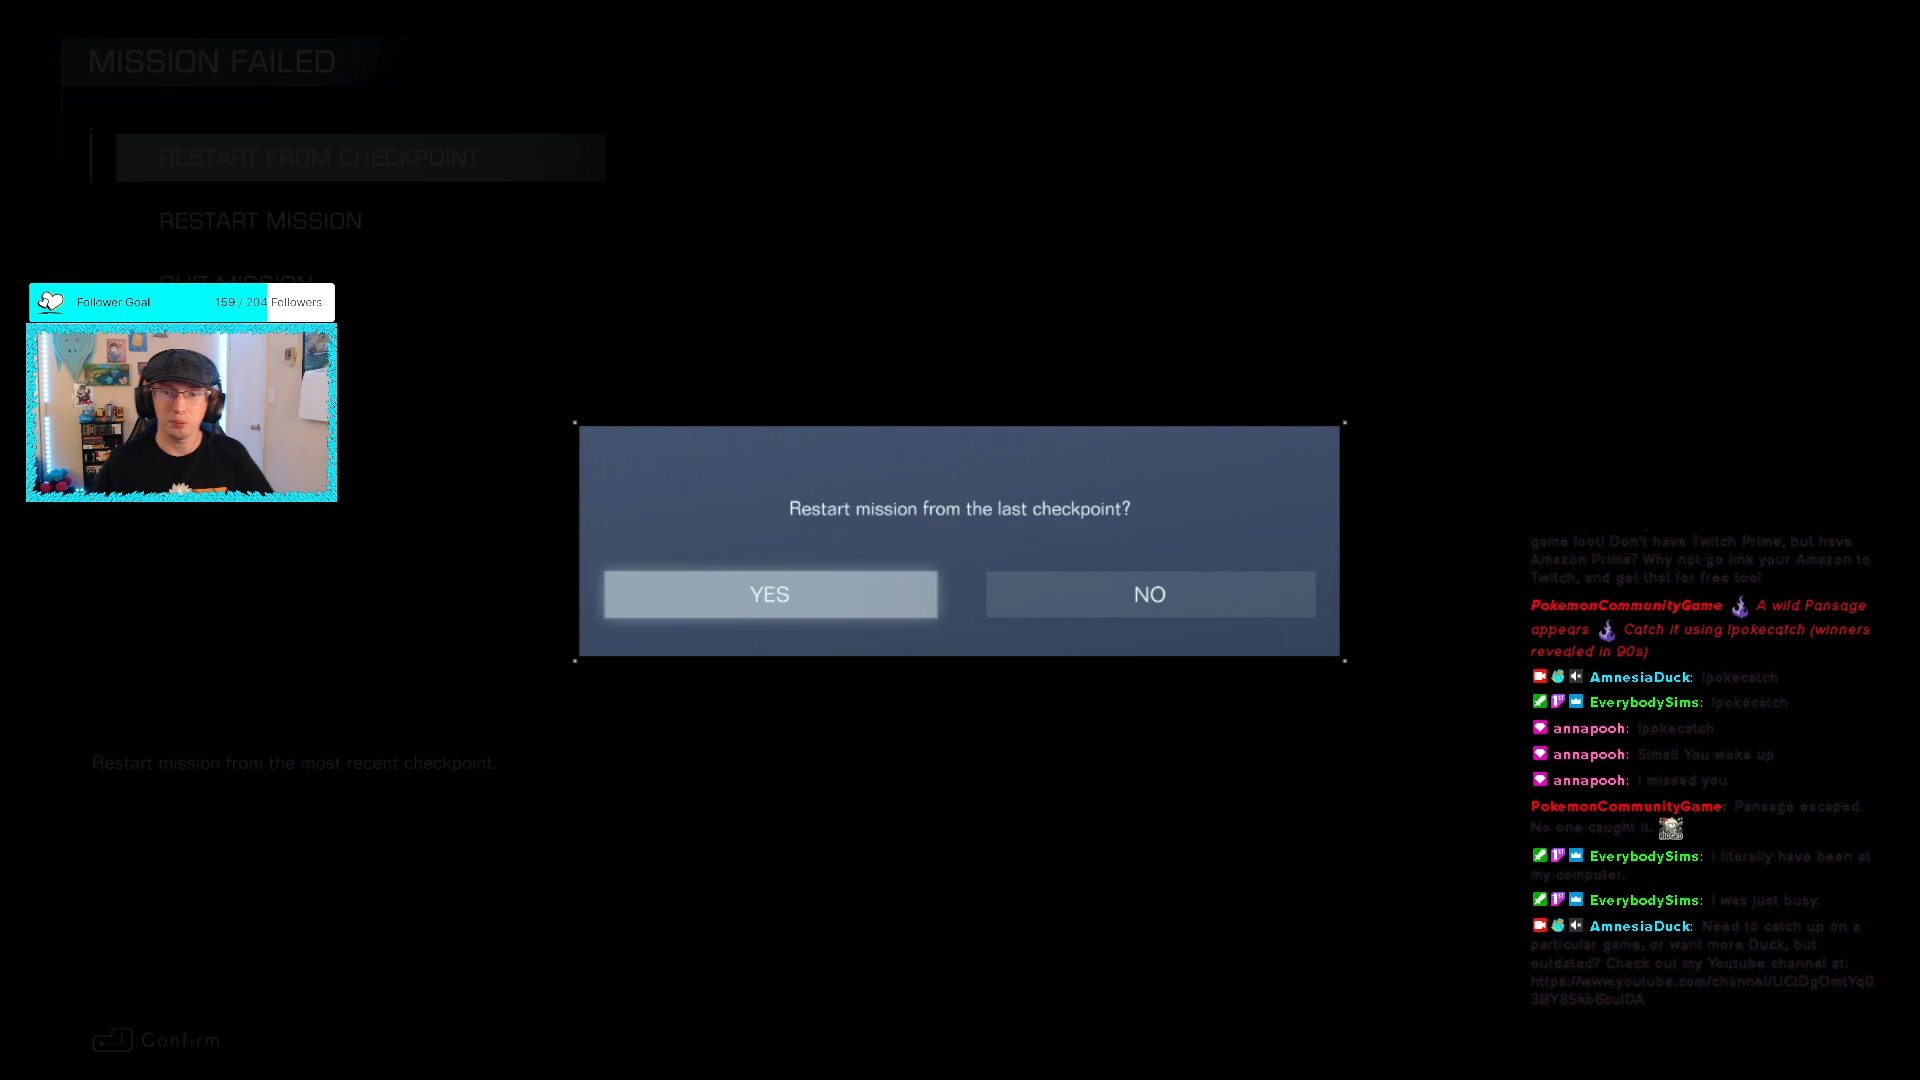 MISSION FAILED
RESTART FROM CHECKPOINT
RESTART MISSION
QUIT MISSION
Follower Goal 159 / 204 Followers
Restart mission from the last checkpoint?
YES NO
Restart mission from the most recent checkpoint.
:Confirm
game loot! Don't have Twitch Prime, but have
Amazon Prime? Why not go link your Amazon to
Twitch, and get that for free too!
PokemonCommunityGame A wild Pansage
appears Catch it using !pokecatch (winners
revealed in 90s)
AmnesiaDuck: !pokecatch
EverybodySims: !pokecatch
annapooh: !pokecatch
annapooh: Sims!! You woke up
annapooh: I missed you
PokemonCommunityGame: Pansage escaped.
No one caught it.
EverybodySims: I literally have been at
my computer.
EverybodySims: I was just busy.
AmnesiaDuck: Need to catch up on a
particular game, or want more Duck, but
outdated? Check out my Youtube channel at: